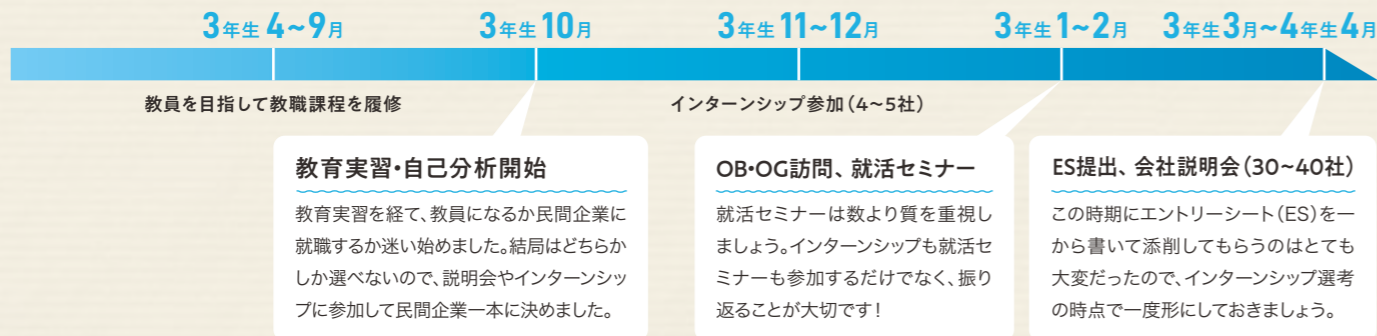 3年生4~9月
3年生10月
3年生11~12月
3年生1~2月
3年生3月~4年生4月
教員を目指して教職課程を履修
インターンシップ参加(4~5社)
教育実習・自己分析開始
教育実習を経て、教員になるか民間企業に
就職するか迷い始めました。結局はどちらか
しか選べないので、説明会やインターンシッ
プに参加して民間企業一本に決めました。
OB・OG訪問、就活セミナー
就活セミナーは数より質を重視し
ましょう。インターンシップも就活セ
ミナーも参加するだけでなく、振り
返ることが大切です!
ES提出、会社説明会(30~40社)
この時期にエントリーシート(ES)を一
から書いて添削してもらうのはとても
大変だったので、インターンシップ選考
の時点で一度形にしておきましょう。